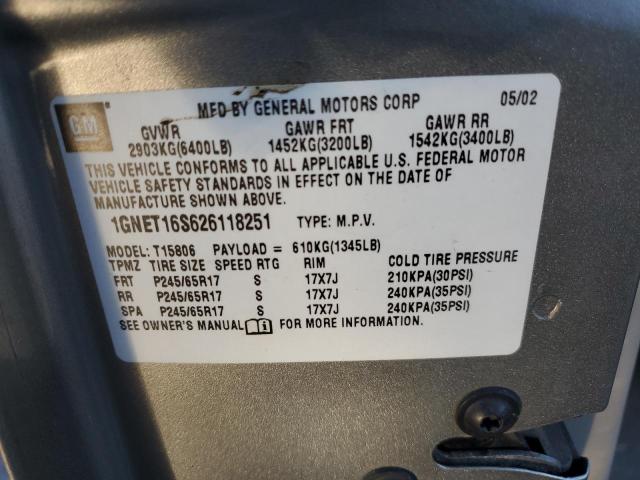 GM
MFD BY GENERAL MOTORS CORP 05/02
GVWR GAWR FRT GAWR RR
2903KG(6400LB) 1452KG(3200LB) 1542KG(3400LB)
THIS VEHICLE CONFORMS TO ALL APPLICABLE U.S. FEDERAL MOTOR
VEHICLE SAFETY STANDARDS IN EFFECT ON THE DATE OF
MANUFACTURE SHOWN ABOVE.
1GNET16S626118251 TYPE: M.P.V.
MODEL: T15806 PAYLOAD = 610KG(1345LB)
TPMZ TIRE SIZE SPEED RTG RIM COLD TIRE PRESSURE
FRT P245/65R17 S 17X7J 210KPA(30PSI)
RR P245/65R17 S 17X7J 240KPA(35PSI)
SPA P245/65R17 S 17X7J 240KPA(35PSI)
SEE OWNER'S MANUAL FOR MORE INFORMATION.